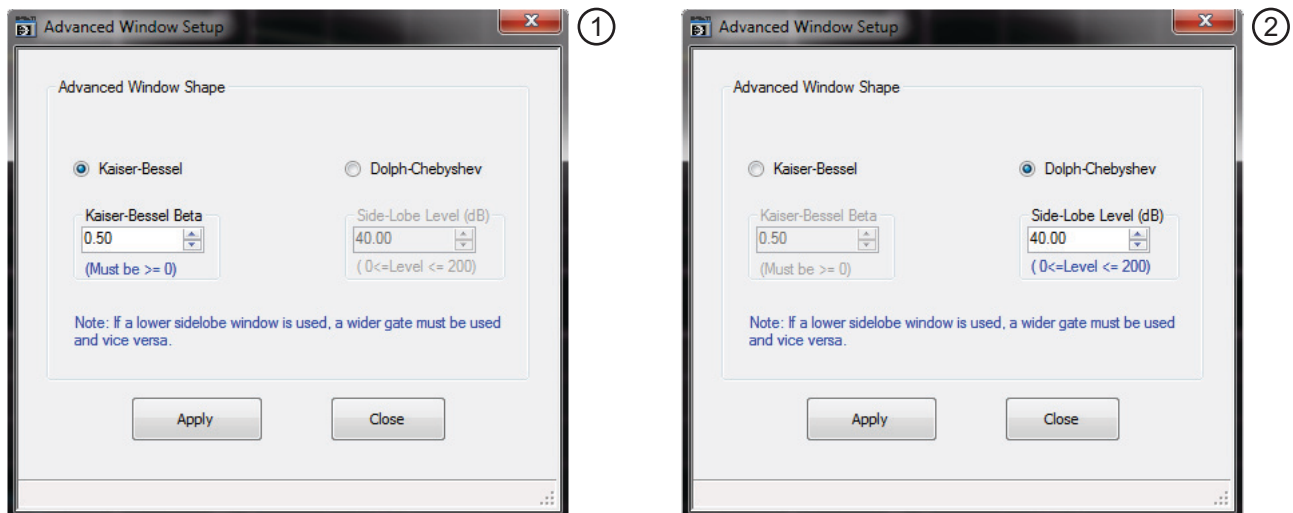 Advanced Window Setup
x
1
Advanced Window Shape
Kaiser-Bessel
Dolph-Chebyshev
Kaiser-Bessel Beta
Side-Lobe Level (dB)
0.50
40.00
(Must be >= 0)
( 0<=Level <= 200)
Note: If a lower sidelobe window is used, a wider gate must be used
and vice versa.
Apply
Close
Advanced Window Setup
x
2
Advanced Window Shape
Kaiser-Bessel
Dolph-Chebyshev
Kaiser-Bessel Beta
Side-Lobe Level (dB)
0.50
40.00
(Must be >= 0)
( 0<=Level <= 200)
Note: If a lower sidelobe window is used, a wider gate must be used
and vice versa.
Apply
Close